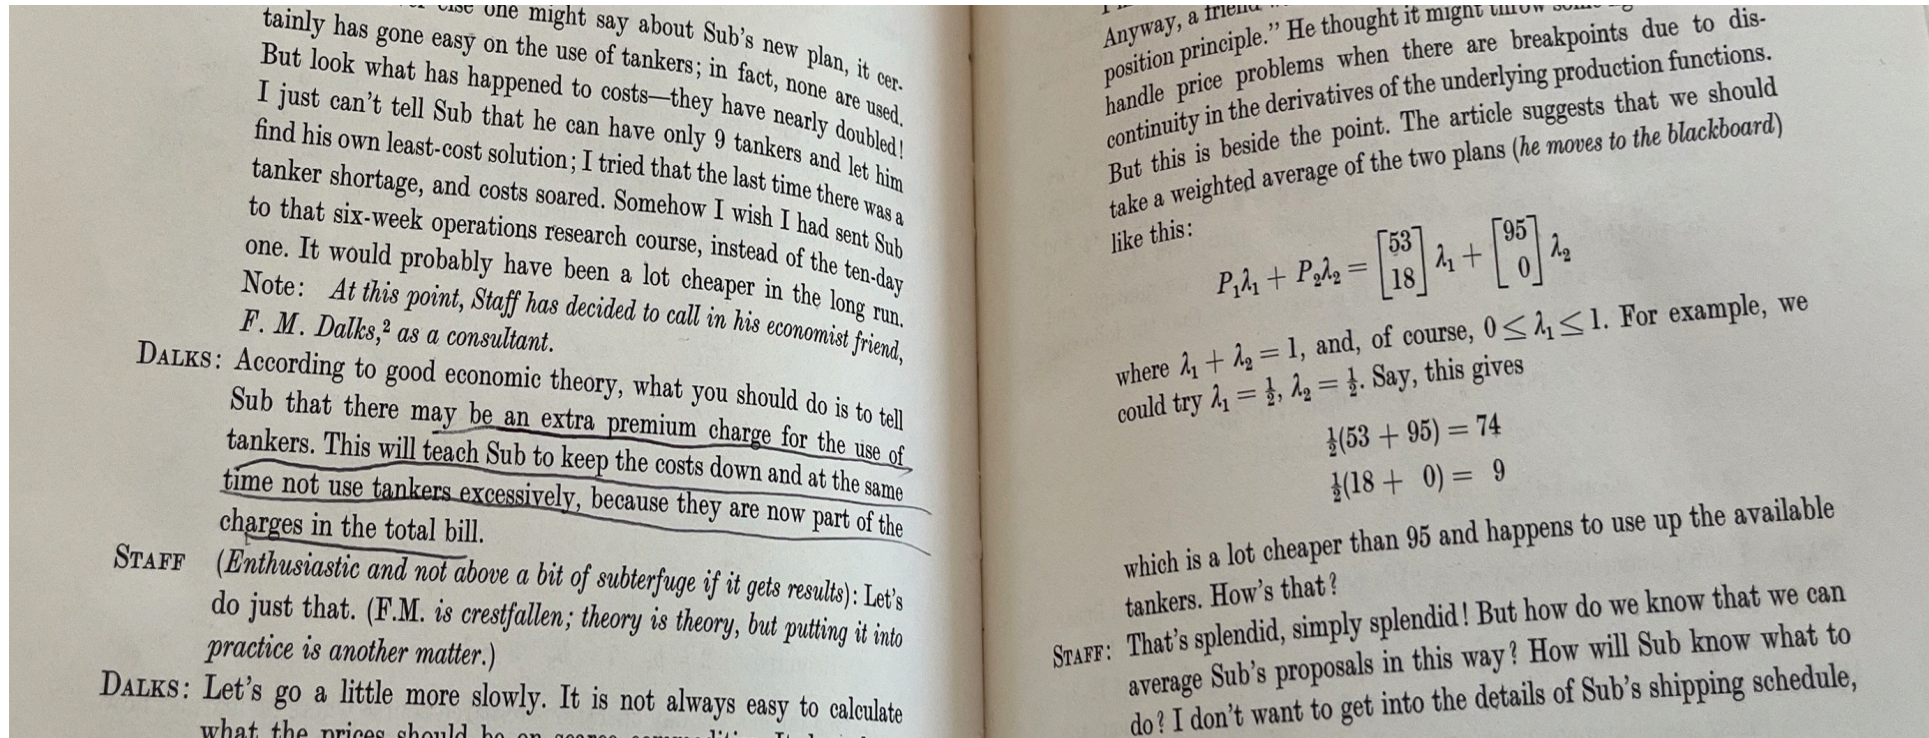 one might say about Sub's new plan, it cer-
tainly has gone easy on the use of tankers; in fact, none are used.
But look what has happened to costs—they have nearly doubled!
I just can't tell Sub that he can have only 9 tankers and let him
find his own least-cost solution; I tried that the last time there was a
tanker shortage, and costs soared. Somehow I wish I had sent Sub
to that six-week operations research course, instead of the ten-day
one. It would probably have been a lot cheaper in the long run.
Note: At this point, Staff has decided to call in his economist friend,
F. M. Dalks,² as a consultant.
DALKS: According to good economic theory, what you should do is to tell
Sub that there may be an extra premium charge for the use of
tankers. This will teach Sub to keep the costs down and at the same
time not use tankers excessively, because they are now part of the
charges in the total bill.
STAFF (Enthusiastic and not above a bit of subterfuge if it gets results): Let's
do just that. (F.M. is crestfallen; theory is theory, but putting it into
practice is another matter.)
DALKS: Let's go a little more slowly. It is not always easy to calculate
what the prices should be on
Anyway, a friend
position principle." He thought it might throw
handle price problems when there are breakpoints due to dis-
continuity in the derivatives of the underlying production functions.
But this is beside the point. The article suggests that we should
take a weighted average of the two plans (he moves to the blackboard)
like this:
P₁λ₁ + P₂λ₂ = [53 18] λ₁ + [95 0] λ₂
where λ₁ + λ₂ = 1, and, of course, 0 ≤ λ₁ ≤ 1. For example, we
could try λ₁ = ½, λ₂ = ½. Say, this gives
½(53 + 95) = 74
½(18 + 0) = 9
which is a lot cheaper than 95 and happens to use up the available
tankers. How's that?
STAFF: That's splendid, simply splendid! But how do we know that we can
average Sub's proposals in this way? How will Sub know what to
do? I don't want to get into the details of Sub's shipping schedule,